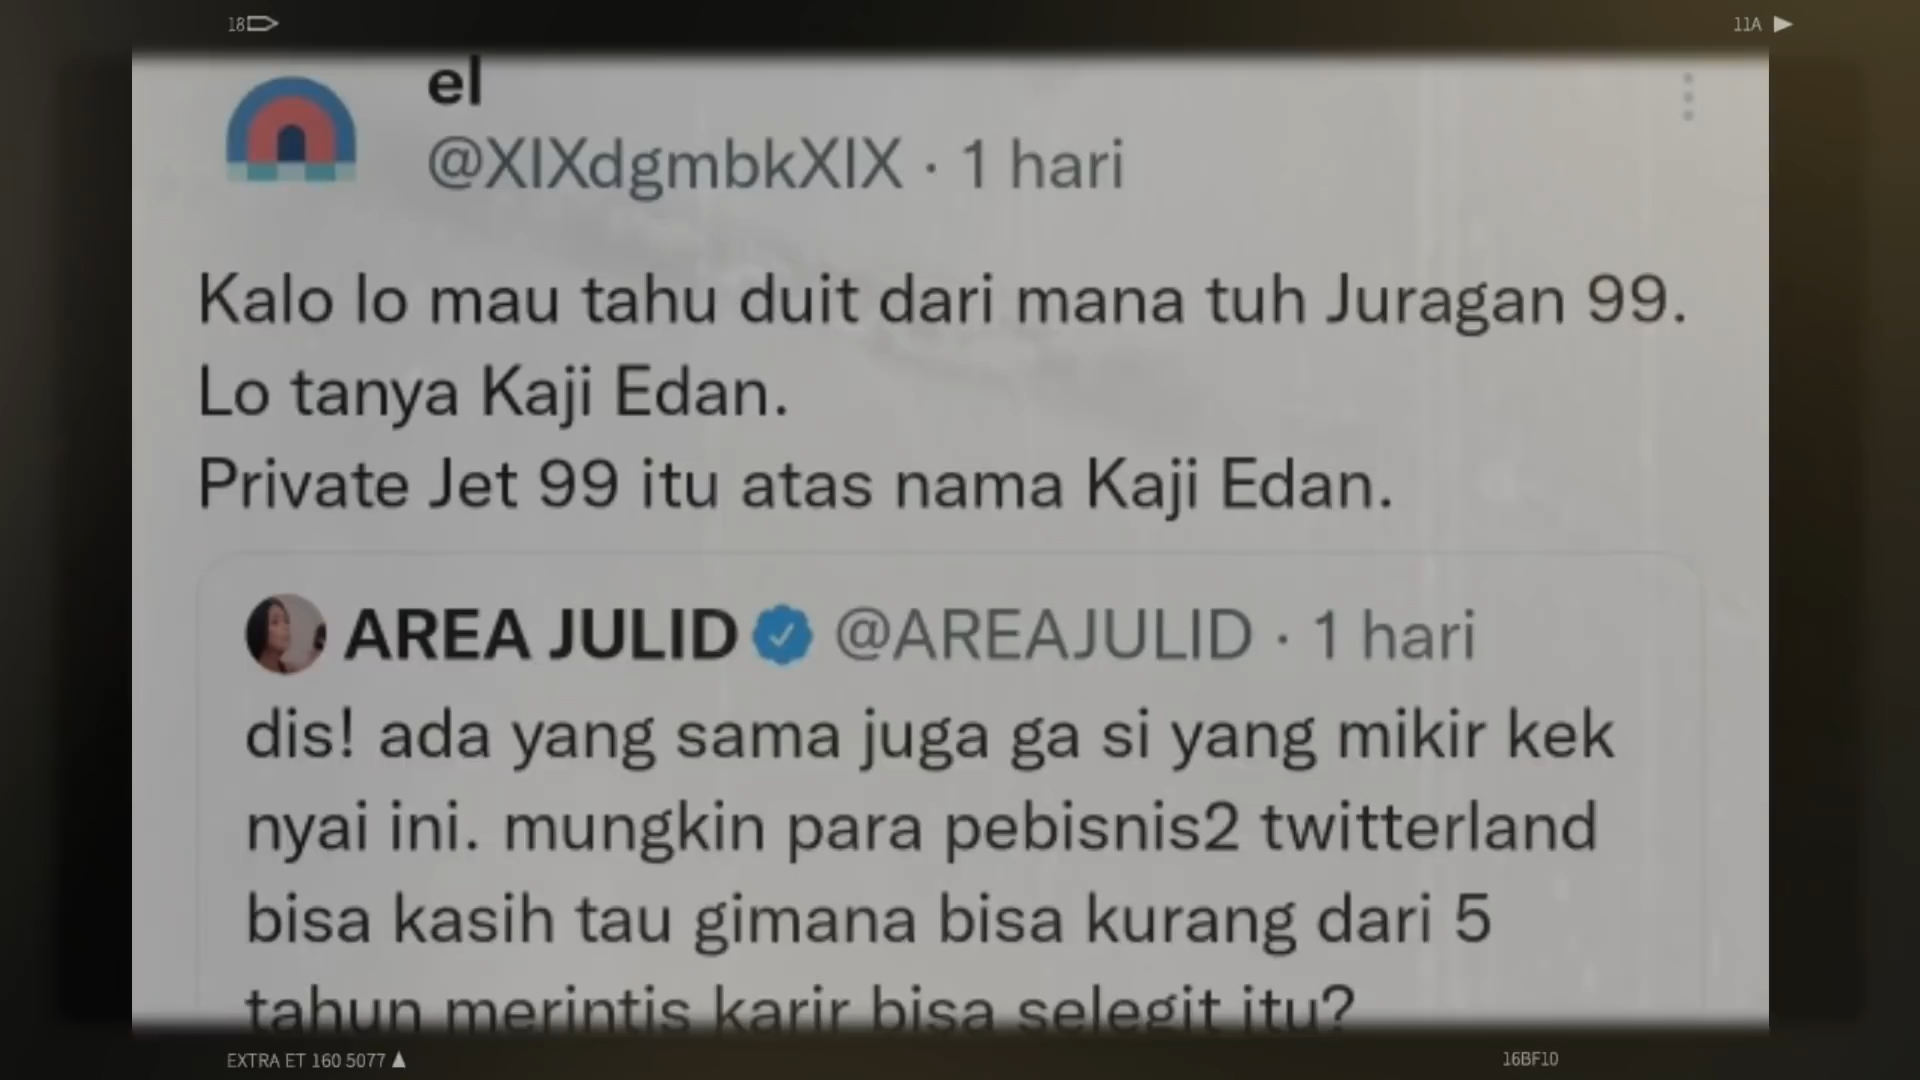 18
11A
el
@XIXdgmbkXIX · 1 hari
Kalo lo mau tahu duit dari mana tuh Juragan 99.
Lo tanya Kaji Edan.
Private Jet 99 itu atas nama Kaji Edan.
AREA JULID @AREAJULID · 1 hari
dis! ada yang sama juga ga si yang mikir kek
nyai ini. mungkin para pebisnis2 twitterland
bisa kasih tau gimana bisa kurang dari 5
tahun merintis karir bisa selegit itu?
EXTRA ET 160 5077
16BF10